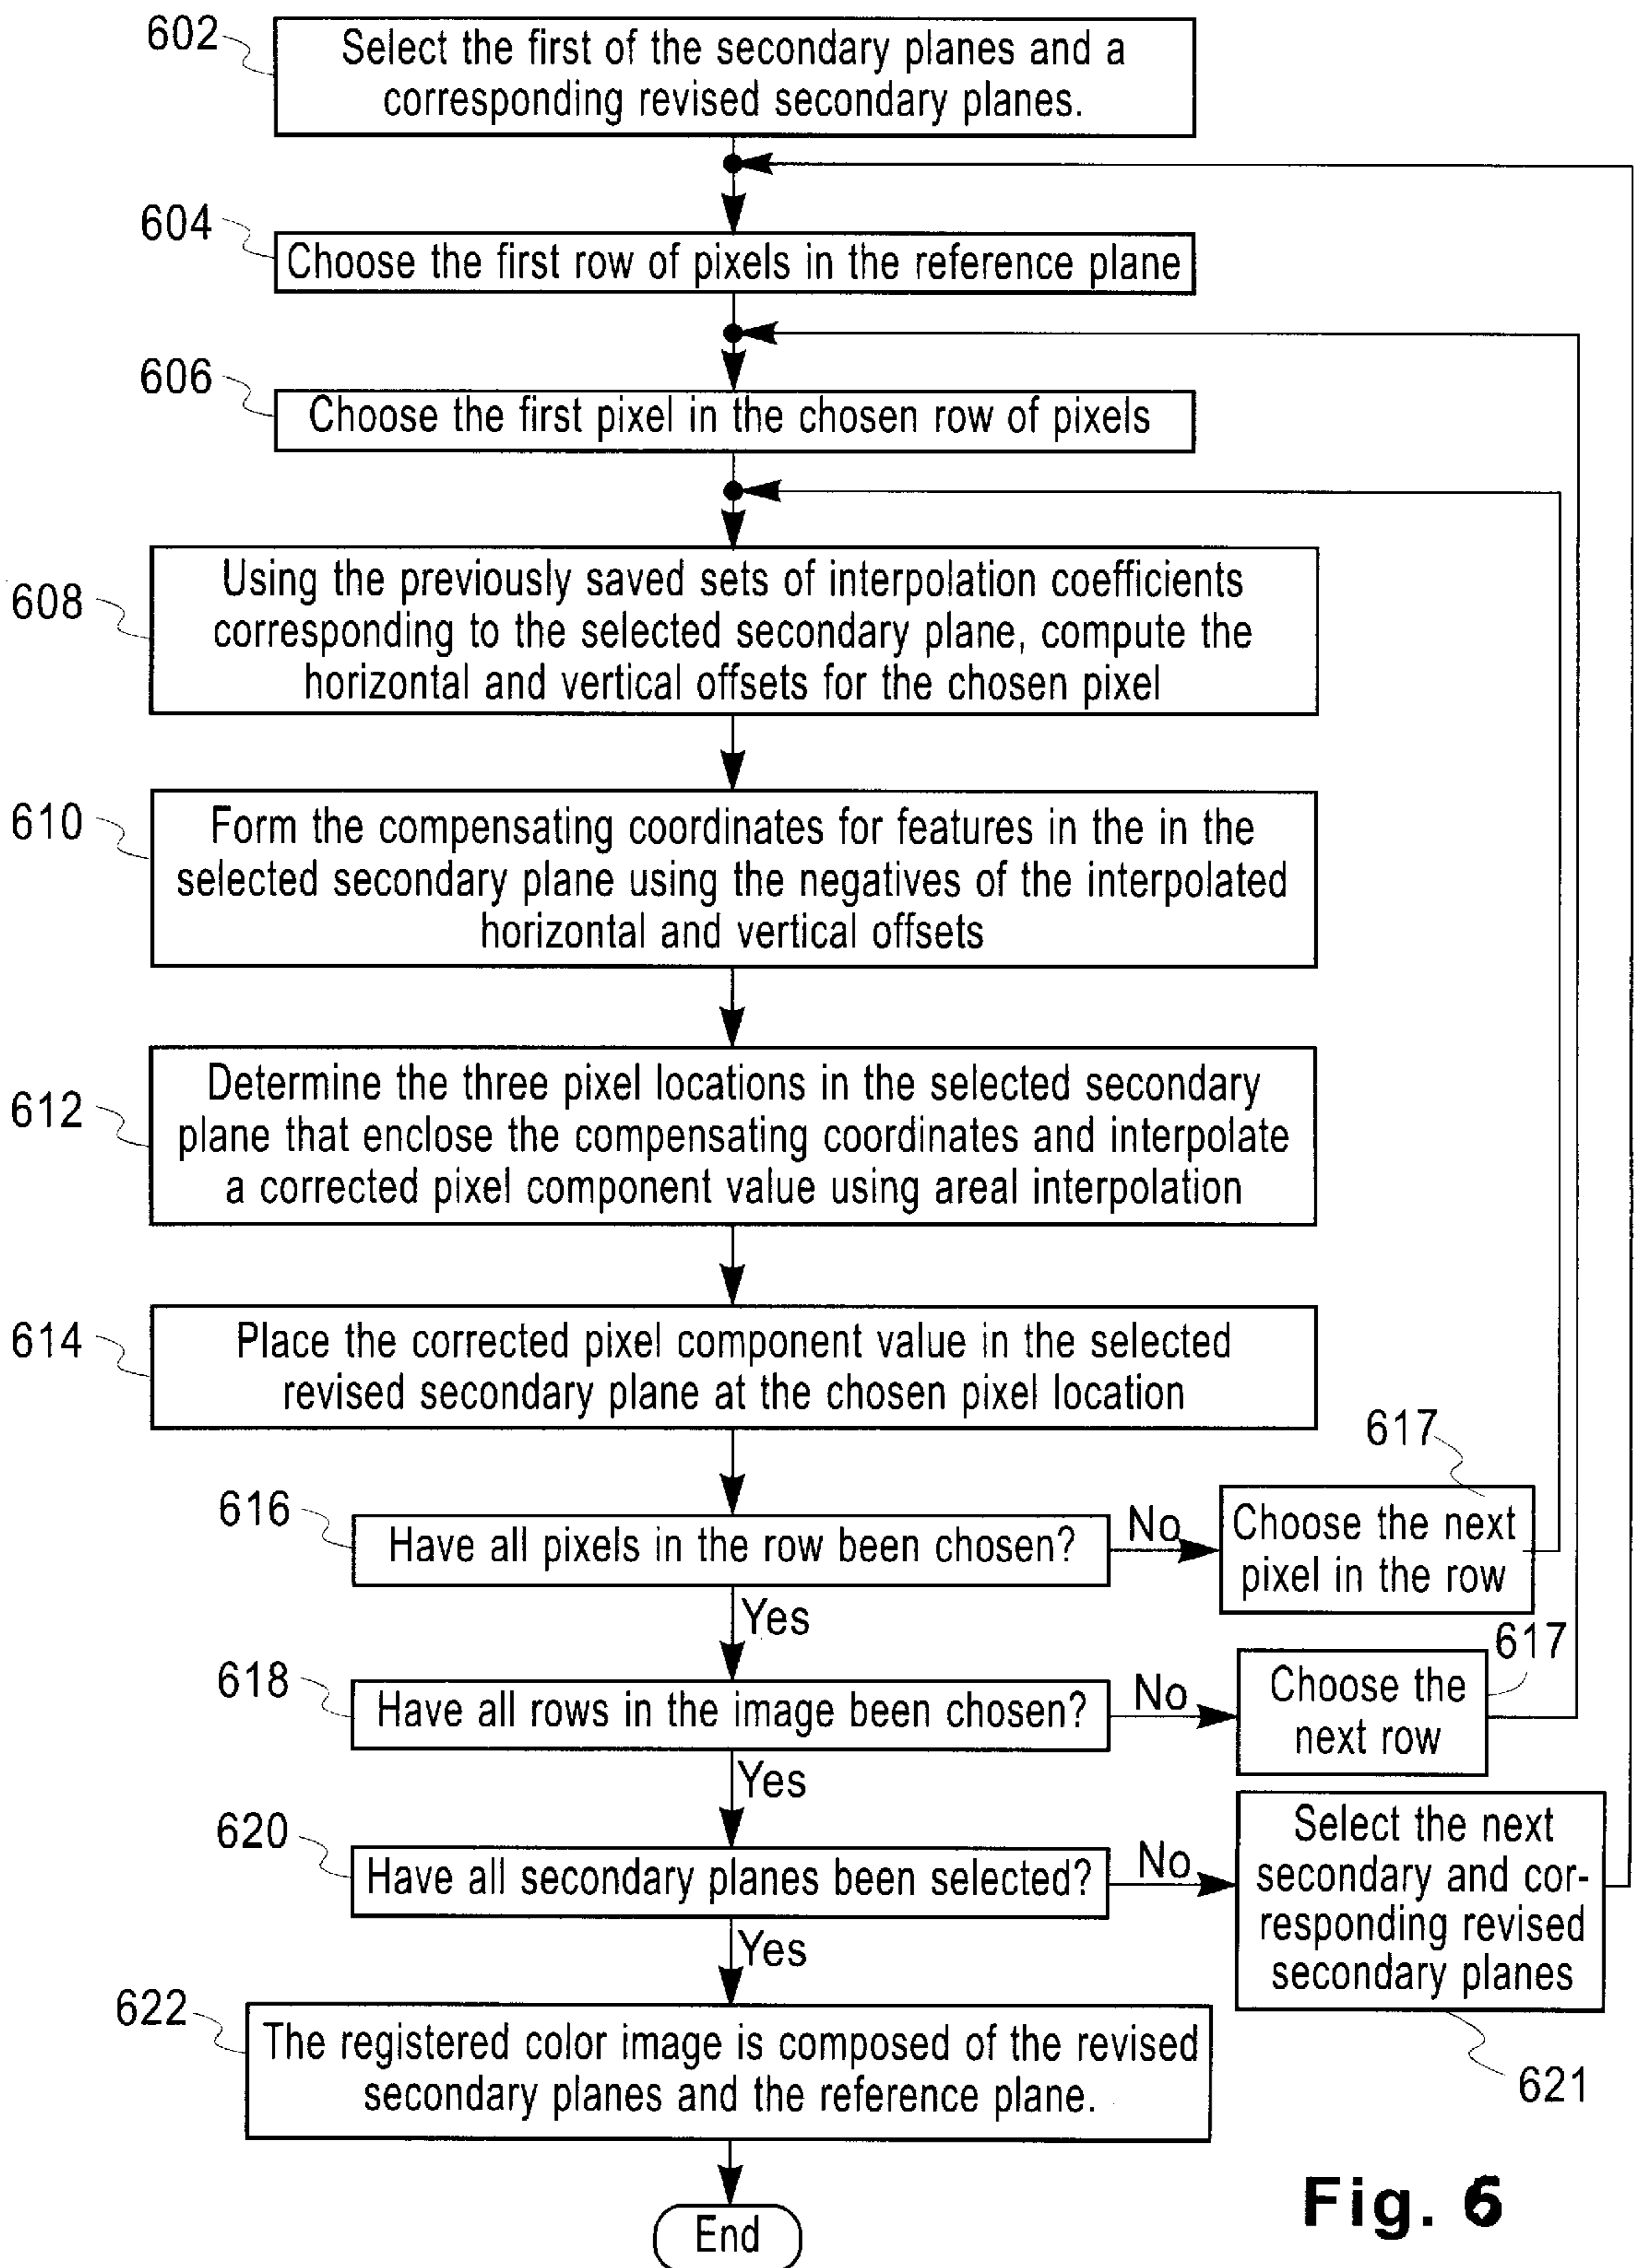 602
Select the first of the secondary planes and a
corresponding revised secondary planes.
604
Choose the first row of pixels in the reference plane
606
Choose the first pixel in the chosen row of pixels
608
Using the previously saved sets of interpolation coefficients
corresponding to the selected secondary plane, compute the
horizontal and vertical offsets for the chosen pixel
610
Form the compensating coordinates for features in the in the
selected secondary plane using the negatives of the interpolated
horizontal and vertical offsets
612
Determine the three pixel locations in the selected secondary
plane that enclose the compensating coordinates and interpolate
a corrected pixel component value using areal interpolation
614
Place the corrected pixel component value in the selected
revised secondary plane at the chosen pixel location
616
Have all pixels in the row been chosen?
No
617
Choose the next
pixel in the row
Yes
618
Have all rows in the image been chosen?
No
617
Choose the
next row
Yes
620
Have all secondary planes been selected?
No
Select the next
secondary and cor-
responding revised
secondary planes
621
Yes
622
The registered color image is composed of the revised
secondary planes and the reference plane.
End
Fig. 6